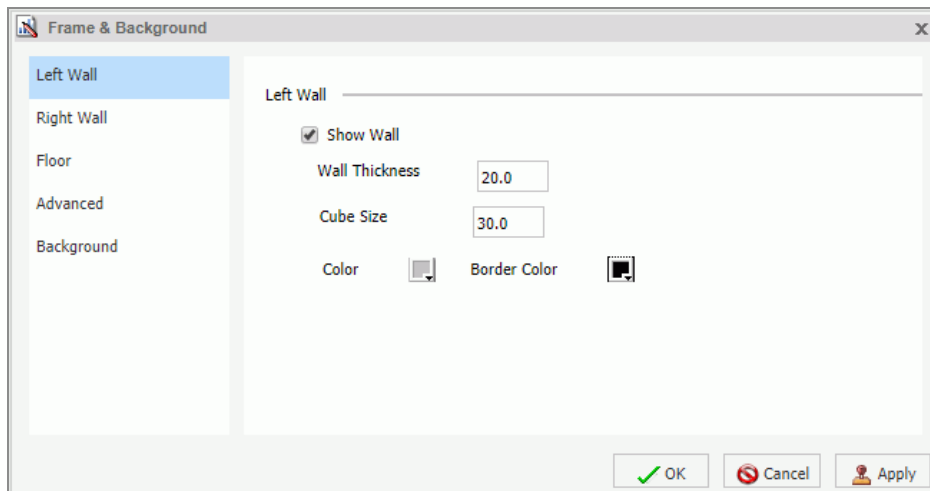 Frame & Background
x
Left Wall
Right Wall
Floor
Advanced
Background
Left Wall
Show Wall
Wall Thickness 20.0
Cube Size 30.0
Color Border Color
OK Cancel Apply